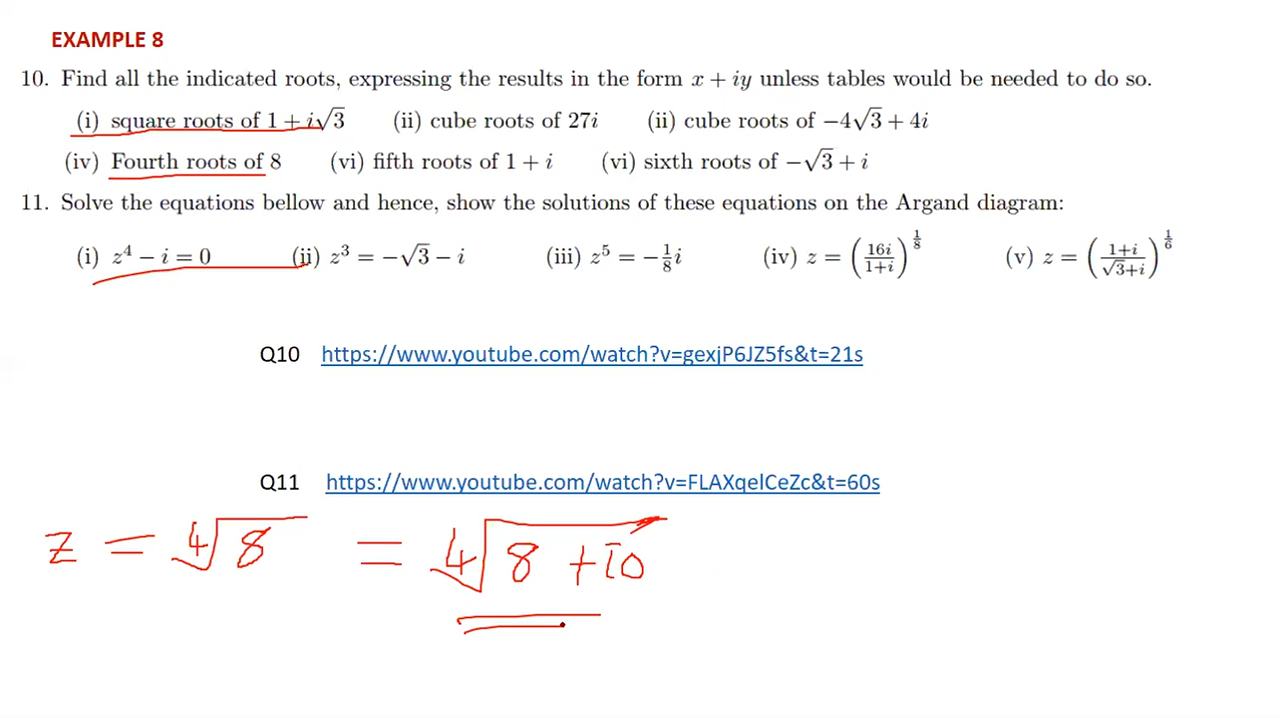 EXAMPLE 8
10. Find all the indicated roots, expressing the results in the form x + iy unless tables would be needed to do so.
(i) square roots of 1 + i√3 (ii) cube roots of 27i (ii) cube roots of −4√3 + 4i
(iv) Fourth roots of 8 (vi) fifth roots of 1 + i (vi) sixth roots of −√3 + i
11. Solve the equations bellow and hence, show the solutions of these equations on the Argand diagram:
(i) z⁴ − i = 0 (ii) z³ = −√3 − i (iii) z⁵ = −1/8 i (iv) z = (16i/(1+i))^(1/8) (v) z = ((1+i)/(√3+i))^(1/6)
Q10 https://www.youtube.com/watch?v=gexjP6JZ5fs&t=21s
Q11 https://www.youtube.com/watch?v=FLAXqelCeZc&t=60s
z = ∜8 = ∜(8 + i0)